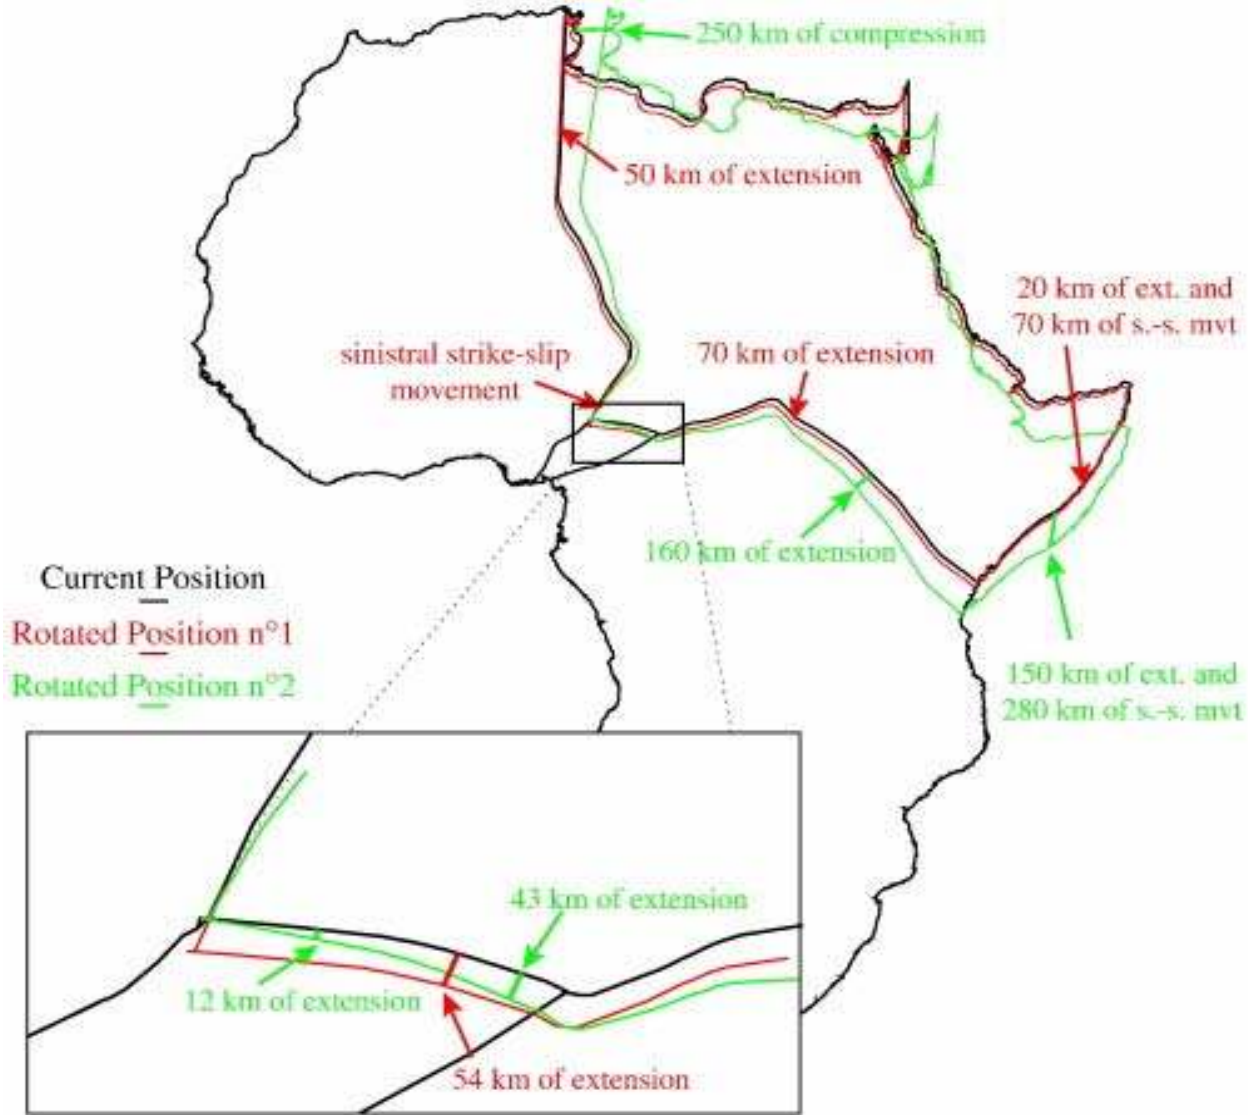 250 km of compression
50 km of extension
20 km of ext. and
70 km of s.-s. mvt
sinistral strike-slip
movement
70 km of extension
160 km of extension
Current Position
Rotated Position n°1
Rotated Position n°2
150 km of ext. and
280 km of s.-s. mvt
43 km of extension
12 km of extension
54 km of extension